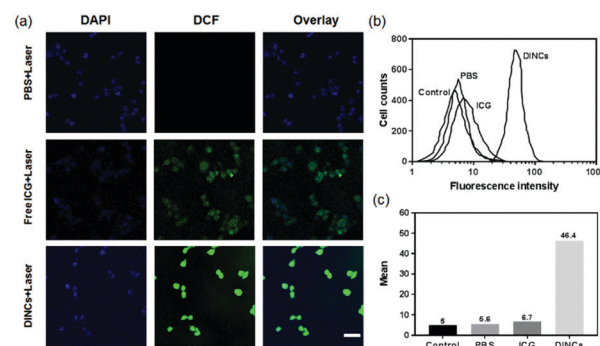 (a)
DAPI
DCF
Overlay
PBS+Laser
Free ICG+Laser
DINCs+Laser
(b)
800
600
400
200
0
Cell counts
Control
PBS
ICG
DINCs
1
10
100
100
Fluorescence intensity
(c)
60
50
40
30
20
10
0
Mean
5
5.6
6.7
46.4
Control
PBS
ICG
DINCs